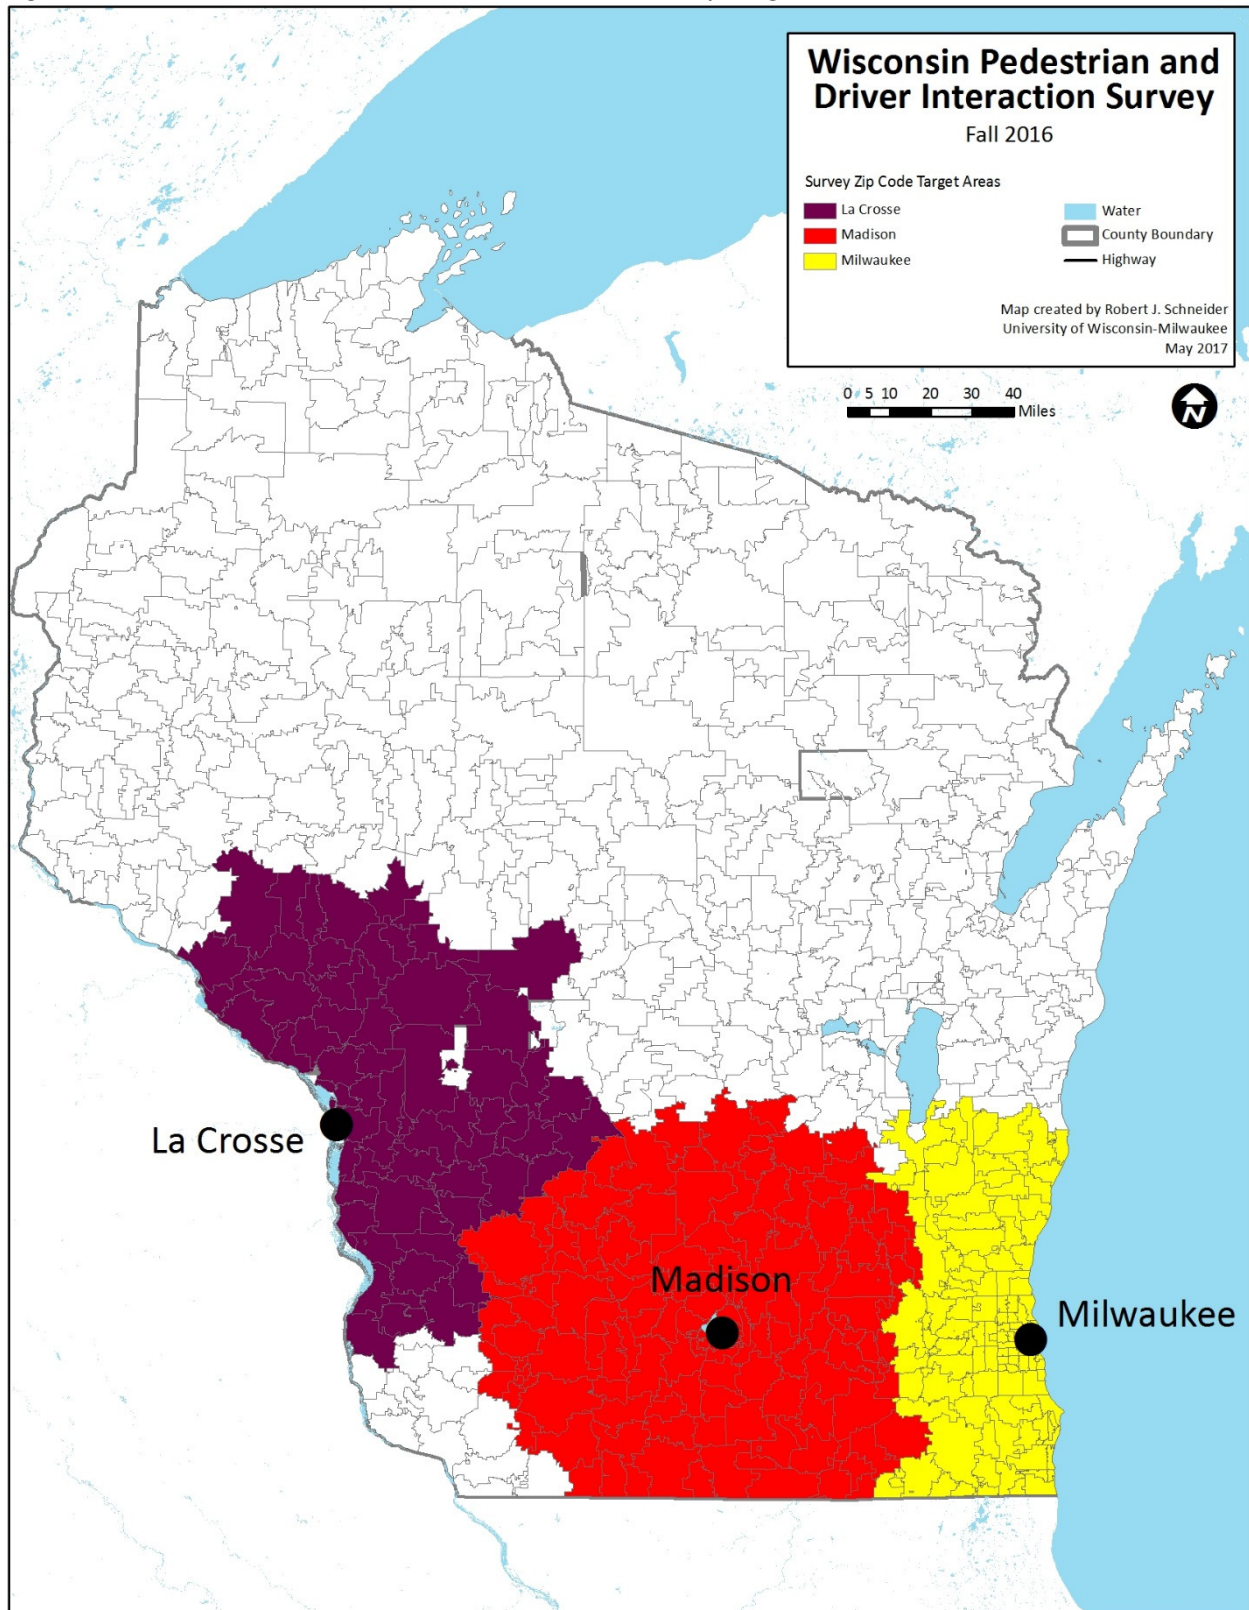 Wisconsin Pedestrian and
Driver Interaction Survey
Fall 2016
Survey Zip Code Target Areas
La Crosse
Madison
Milwaukee
Water
County Boundary
Highway
Map created by Robert J. Schneider
University of Wisconsin-Milwaukee
May 2017
0 5 10 20 30 40
Miles
N
La Crosse
Madison
Milwaukee